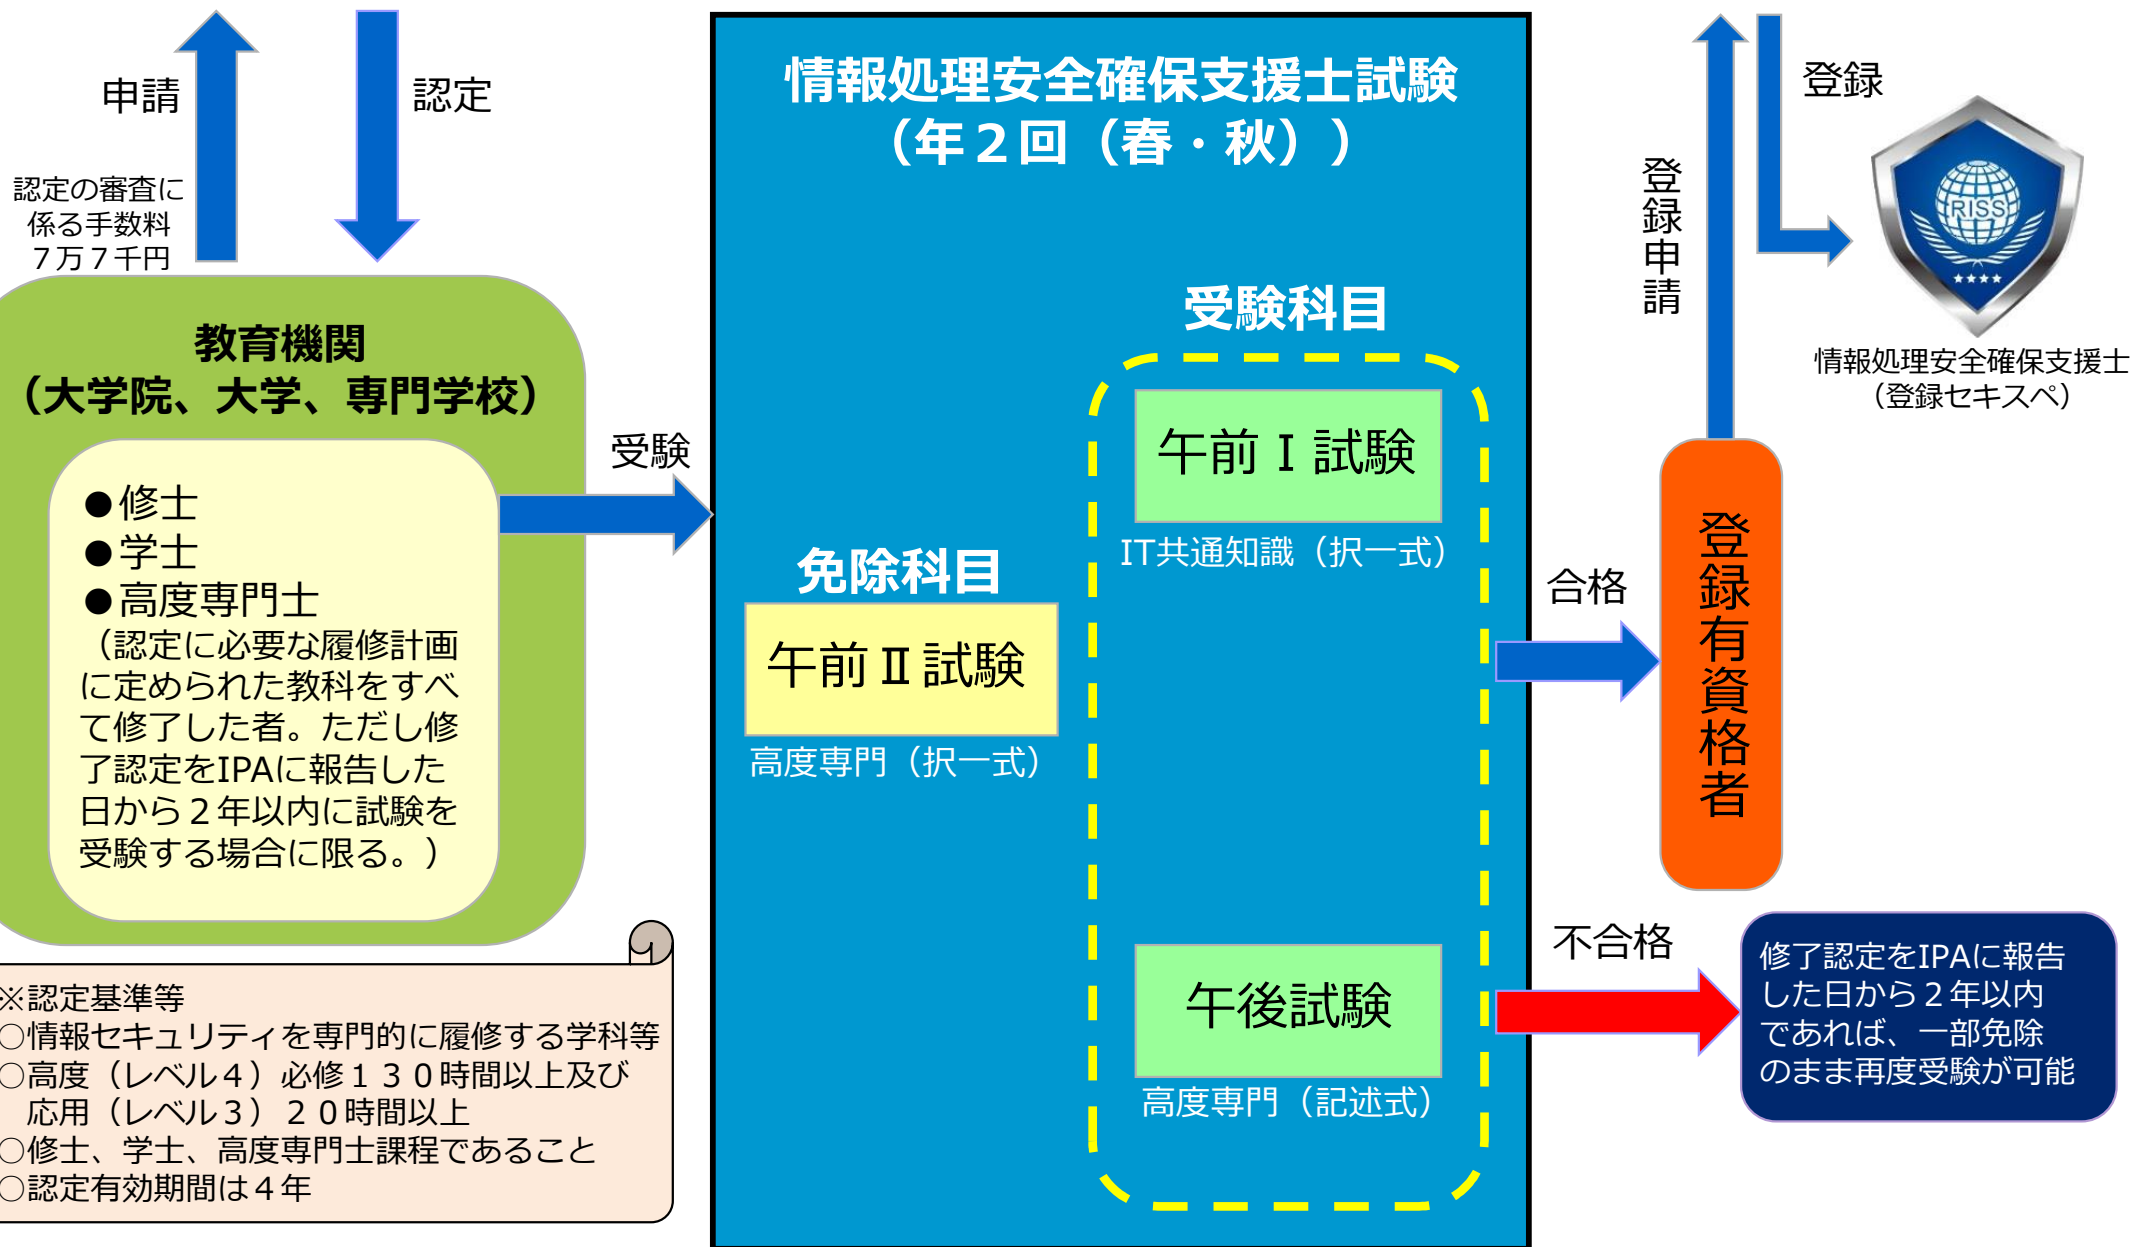 申請
認定
認定の審査に
係る手数料
7万7千円
教育機関
（大学院、大学、専門学校）
●修士
●学士
●高度専門士
（認定に必要な履修計画
に定められた教科をすべ
て修了した者。ただし修
了認定をIPAに報告した
日から２年以内に試験を
受験する場合に限る。）
※認定基準等
○情報セキュリティを専門的に履修する学科等
○高度（レベル４）必修１３０時間以上及び
応用（レベル３）２０時間以上
○修士、学士、高度専門士課程であること
○認定有効期間は４年
受験
情報処理安全確保支援士試験
（年２回（春・秋））
免除科目
午前Ⅱ試験
高度専門（択一式）
受験科目
午前Ⅰ試験
IT共通知識（択一式）
午後試験
高度専門（記述式）
合格
登録有資格者
登録申請
登録
RISS
情報処理安全確保支援士
（登録セキスペ）
不合格
修了認定をIPAに報告
した日から２年以内
であれば、一部免除
のまま再度受験が可能